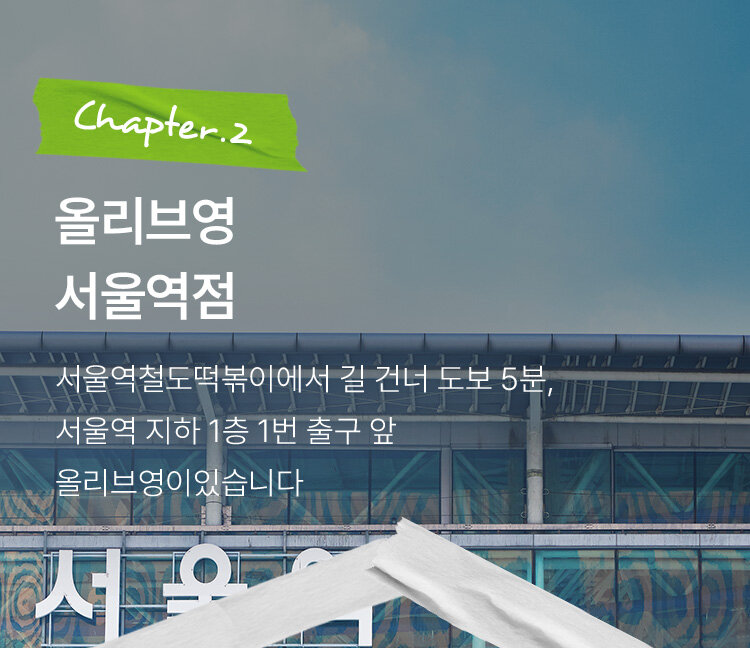 Chapter.2
올리브영
서울역점
서울역철도떡볶이에서 길 건너 도보 5분,
서울역 지하 1층 1번 출구 앞
올리브영이있습니다
서울역